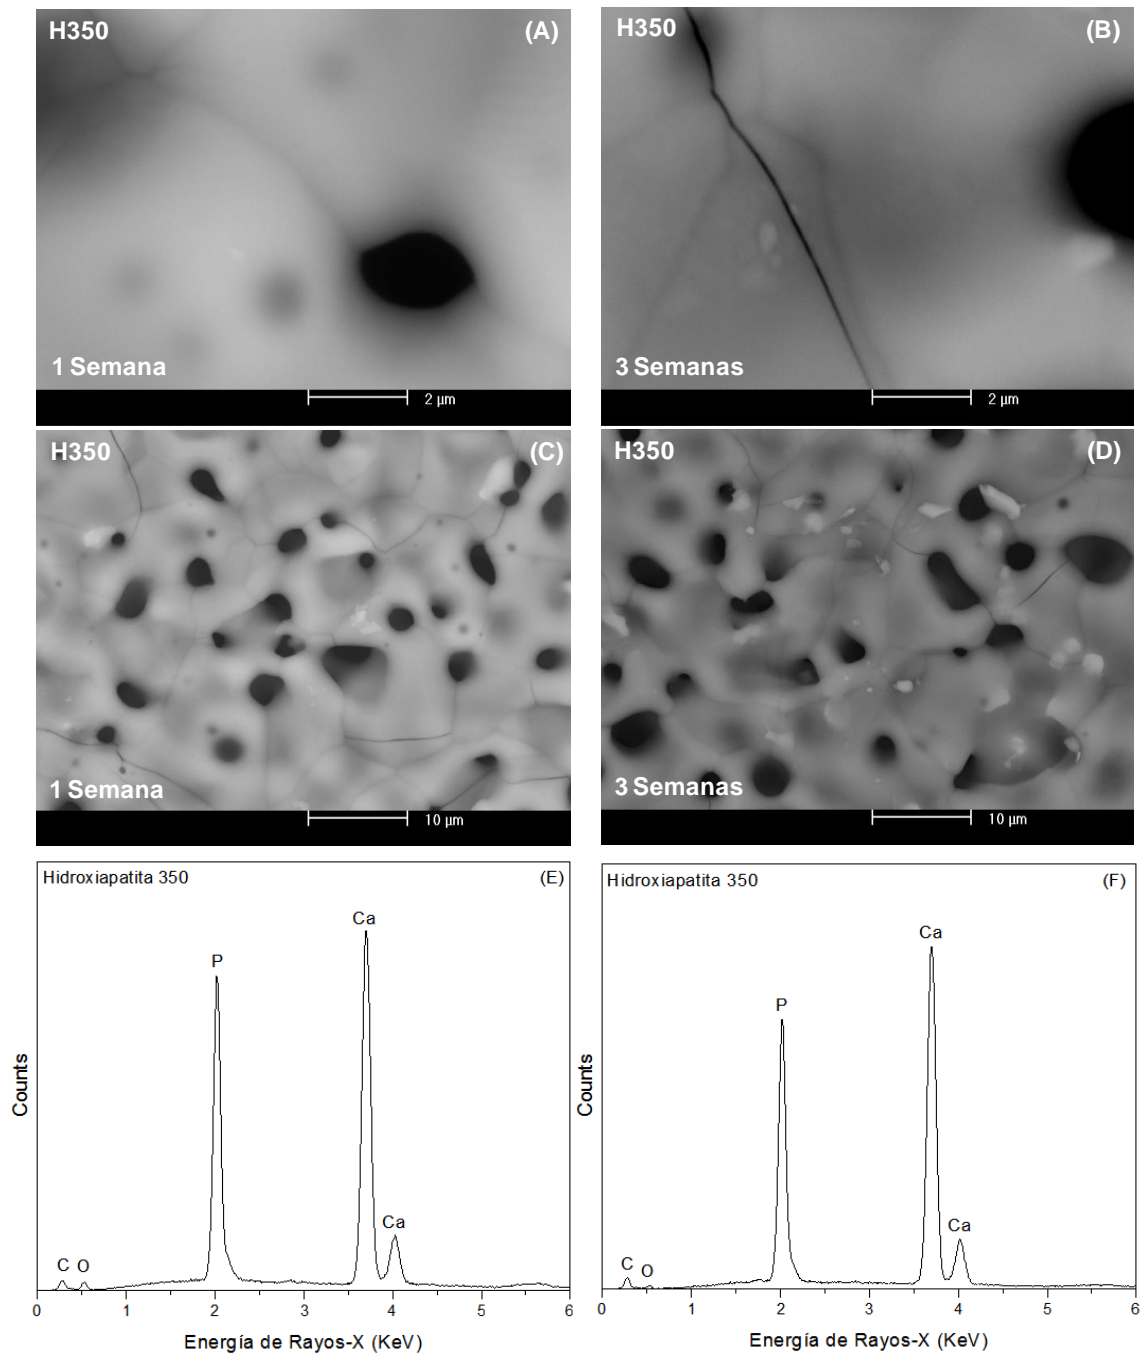 H350
(A)
1 Semana
2 µm
H350
(B)
3 Semanas
2 µm
H350
(C)
1 Semana
10 µm
H350
(D)
3 Semanas
10 µm
Hidroxiapatita 350
(E)
Ca
P
Ca
C
O
Counts
0 1 2 3 4 5 6
Energía de Rayos-X (KeV)
Hidroxiapatita 350
(F)
Ca
P
Ca
C
O
Counts
0 1 2 3 4 5 6
Energía de Rayos-X (KeV)